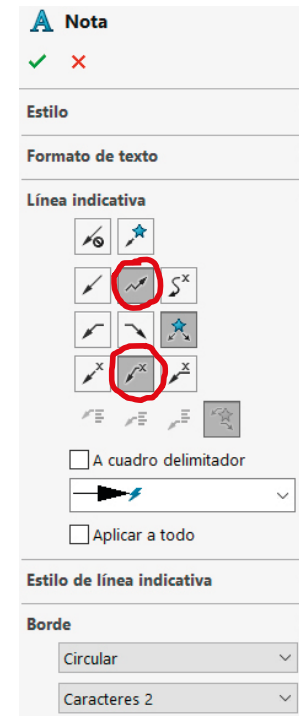 Nota
Estilo
Formato de texto
Línea indicativa
A cuadro delimitador
Aplicar a todo
Estilo de línea indicativa
Borde
Circular
Caracteres 2